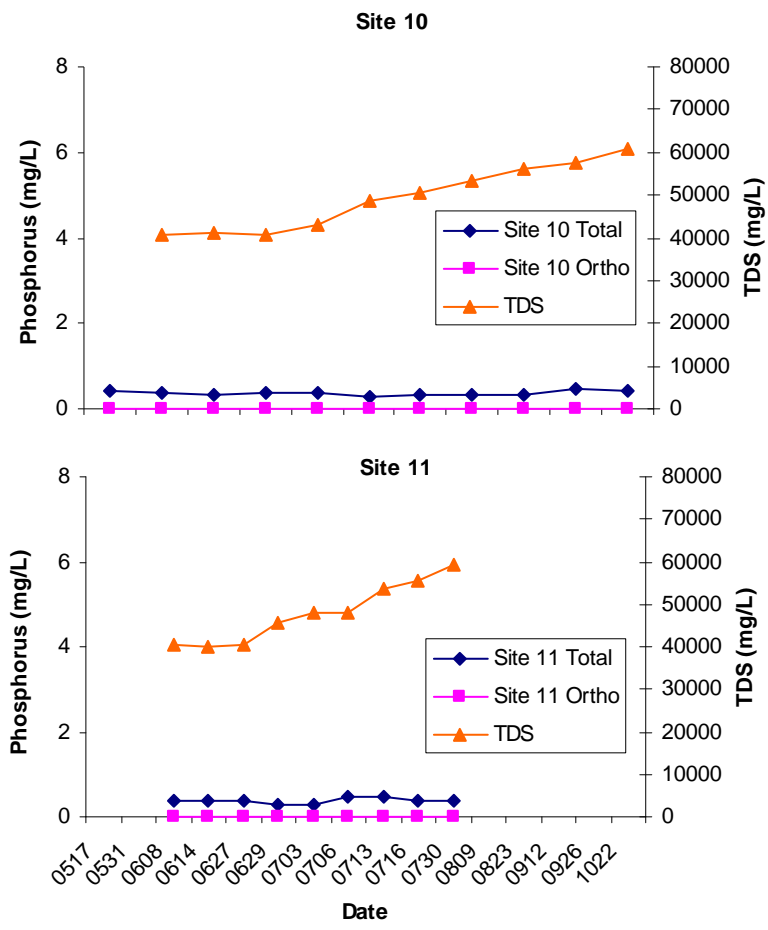 Site 10
8 80000
70000
6 60000
50000
4 40000
30000
2 20000
10000
0 0
Phosphorus (mg/L)
TDS (mg/L)
Site 10 Total
Site 10 Ortho
TDS
Site 11
8 80000
70000
6 60000
50000
4 40000
30000
2 20000
10000
0 0
Phosphorus (mg/L)
TDS (mg/L)
Site 11 Total
Site 11 Ortho
TDS
0517 0531 0608 0614 0627 0629 0703 0706 0713 0716 0730 0809 0823 0912 0926 1022
Date